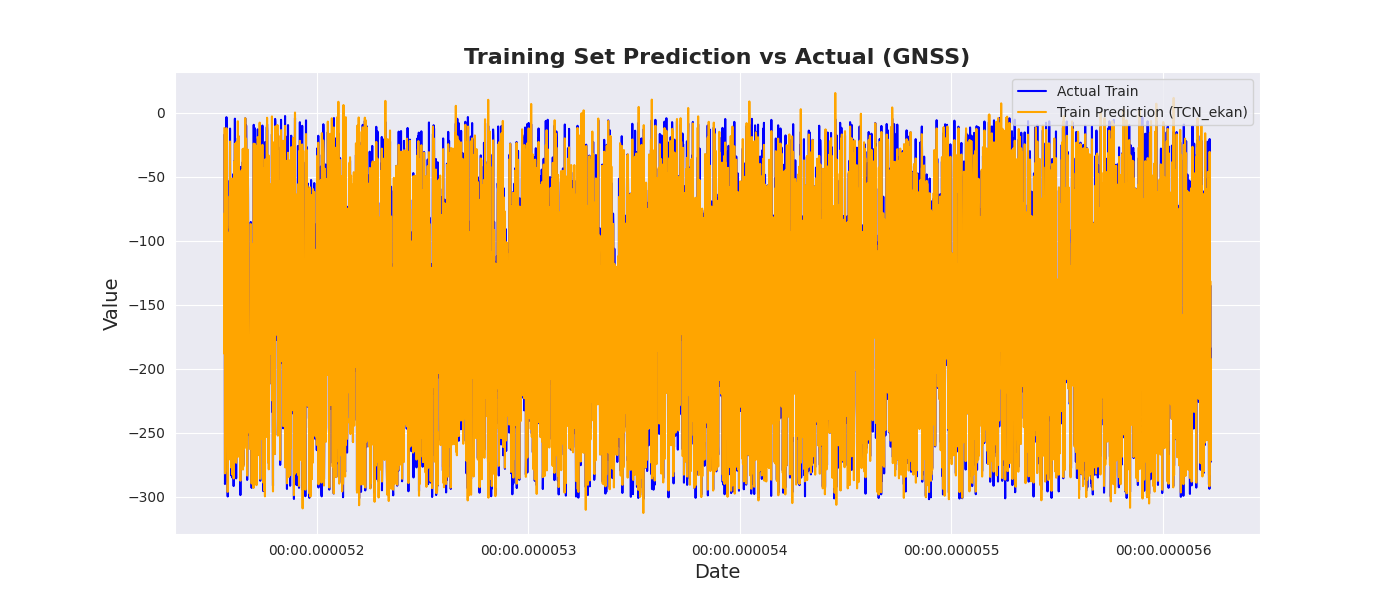 Training Set Prediction vs Actual (GNSS)
Actual Train
Train Prediction (TCN_ekan)
Value
0
−50
−100
−150
−200
−250
−300
00:00.000052
00:00.000053
00:00.000054
00:00.000055
00:00.000056
Date